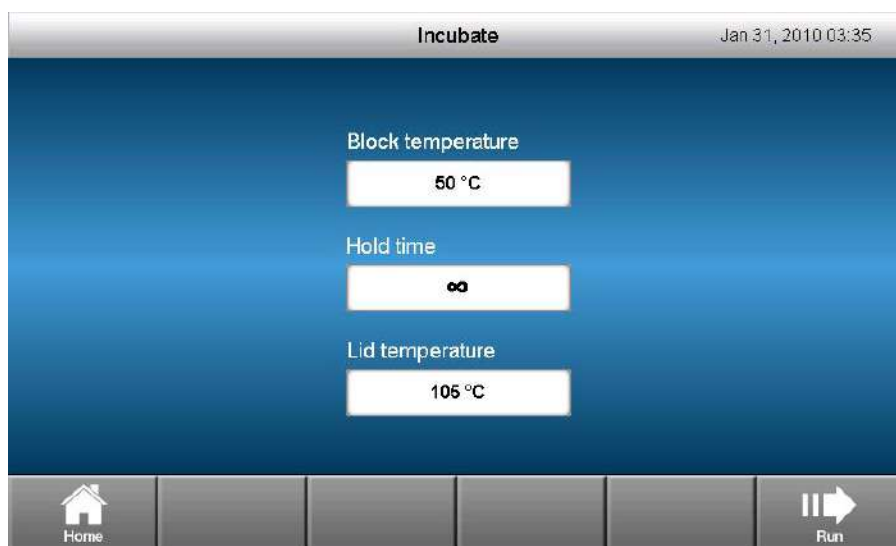 Incubate
Jan 31, 2010 03:35
Block temperature
50 °C
Hold time
∞
Lid temperature
105 °C
Home
Run